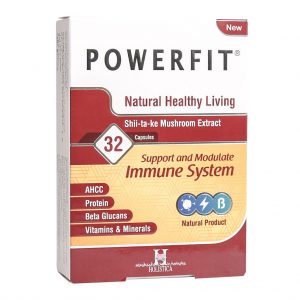 New
POWERFIT®
Natural Healthy Living
Shii-ta-ke Mushroom Extract
32 Capsules
Support and Modulate
Immune System
AHCC
Protein
Beta Glucans
Vitamins & Minerals
ß
Natural Product
H
HOLISTICA